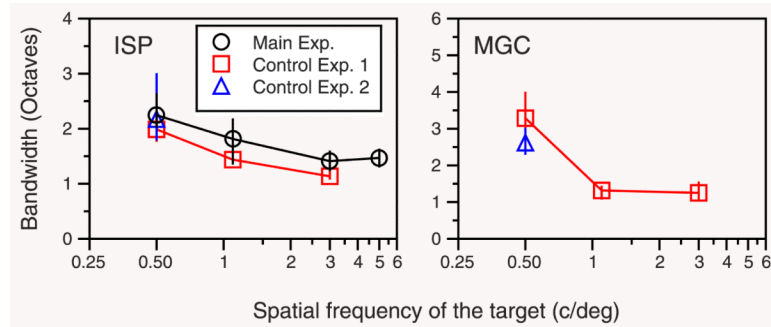 ISP
Main Exp.
Control Exp. 1
Control Exp. 2
MGC
Bandwidth (Octaves)
4
3
2
1
0
0.25 0.50 1 2 3 4 5 6
6
5
4
3
2
1
0
0.25 0.50 1 2 3 4 5 6
Spatial frequency of the target (c/deg)